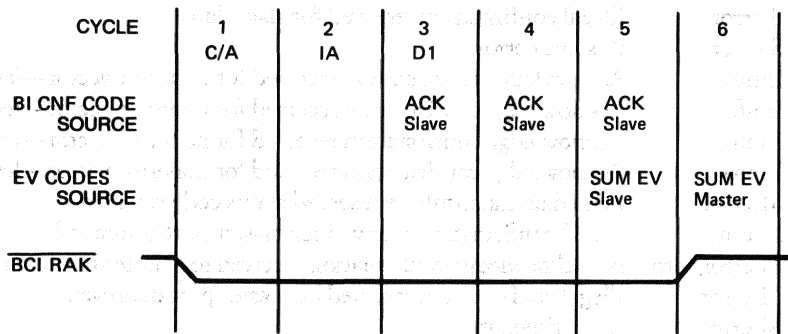 CYCLE 1 2 3 4 5 6
C/A IA D1
BI CNF CODE ACK ACK ACK
SOURCE Slave Slave Slave
EV CODES SUM EV SUM EV
SOURCE Slave Master
BCI RAK